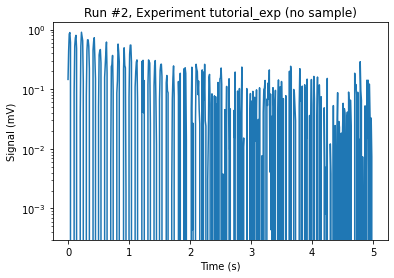 Run #2, Experiment tutorial_exp (no sample)
10⁰
10⁻¹
10⁻²
10⁻³
Signal (mV)
0 1 2 3 4 5
Time (s)